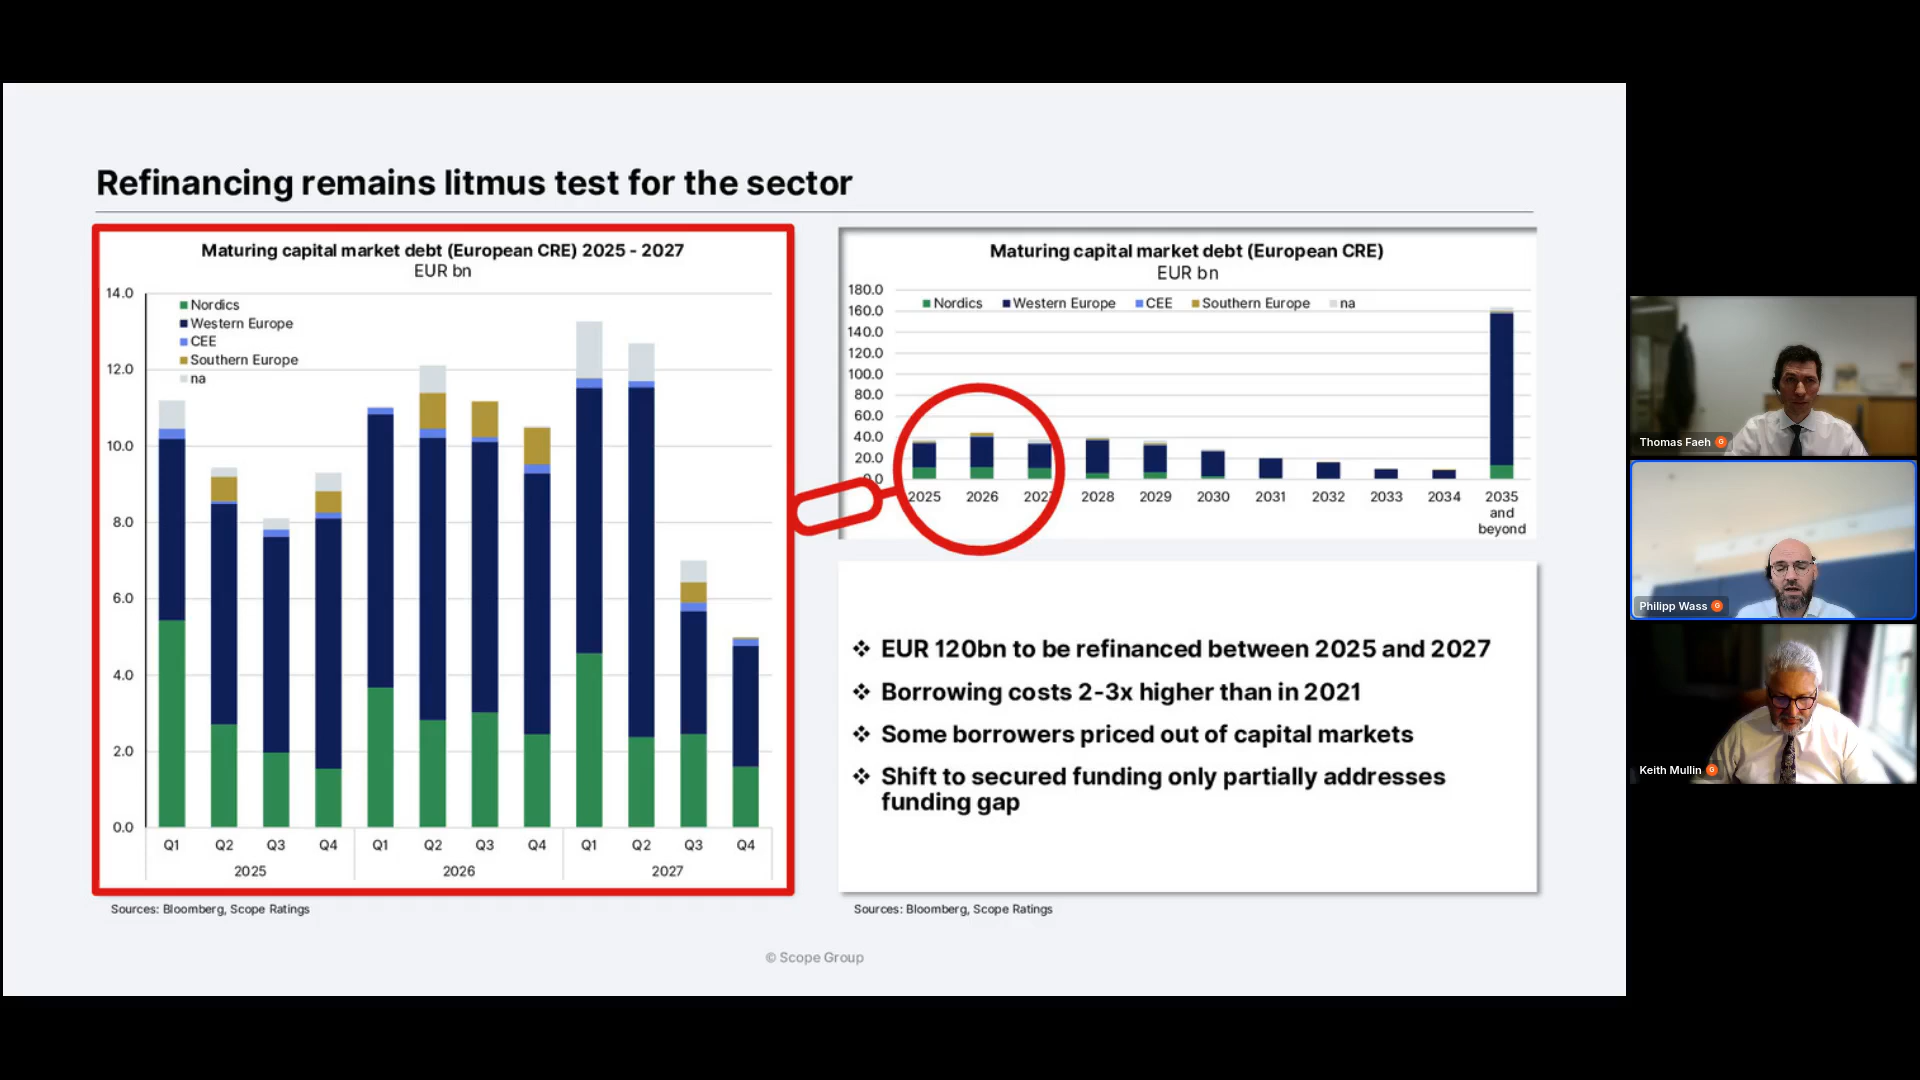 Refinancing remains litmus test for the sector
Maturing capital market debt (European CRE) 2025 - 2027
EUR bn
14.0
12.0
10.0
8.0
6.0
4.0
2.0
0.0
Nordics
Western Europe
CEE
Southern Europe
na
Q1 Q2 Q3 Q4 Q1 Q2 Q3 Q4 Q1 Q2 Q3 Q4
2025 2026 2027
Sources: Bloomberg, Scope Ratings
Maturing capital market debt (European CRE)
EUR bn
180.0
160.0
140.0
120.0
100.0
80.0
60.0
40.0
20.0
0.0
Nordics Western Europe CEE Southern Europe na
2025 2026 2027 2028 2029 2030 2031 2032 2033 2034 2035
and
beyond
❖ EUR 120bn to be refinanced between 2025 and 2027
❖ Borrowing costs 2-3x higher than in 2021
❖ Some borrowers priced out of capital markets
❖ Shift to secured funding only partially addresses
funding gap
Sources: Bloomberg, Scope Ratings
© Scope Group
Thomas Faeh
Philipp Wass
Keith Mullin